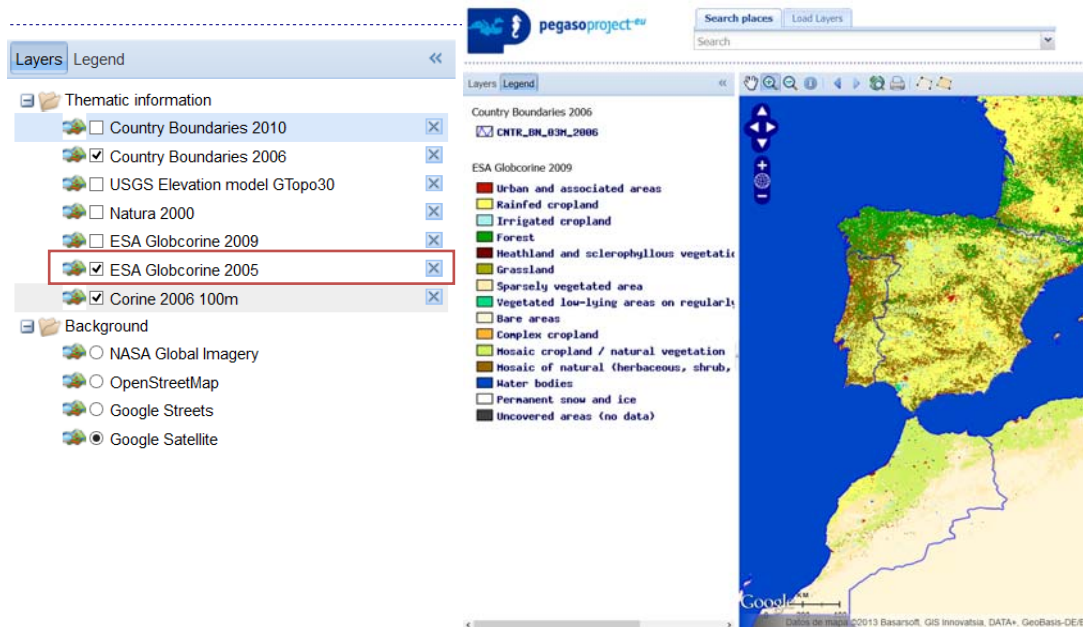 Layers Legend
Thematic information
Country Boundaries 2010
Country Boundaries 2006
USGS Elevation model GTopo30
Natura 2000
ESA Globcorine 2009
ESA Globcorine 2005
Corine 2006 100m
Background
NASA Global Imagery
OpenStreetMap
Google Streets
Google Satellite
pegasoproject-eu
Search places Load Layers
Search
Layers Legend
Country Boundaries 2006
CNTR_BN_03M_2006
ESA Globcorine 2009
Urban and associated areas
Rainfed cropland
Irrigated cropland
Forest
Heathland and sclerophyllous vegetatio
Grassland
Sparsely vegetated area
Vegetated low-lying areas on regularly
Bare areas
Complex cropland
Mosaic cropland / natural vegetation
Mosaic of natural (herbaceous, shrub,
Water bodies
Permanent snow and ice
Uncovered areas (no data)
Google
KM
Datos de mapa ©2013 Basarsoft, GIS Innovatsia, DATA+, GeoBasis-DE/B